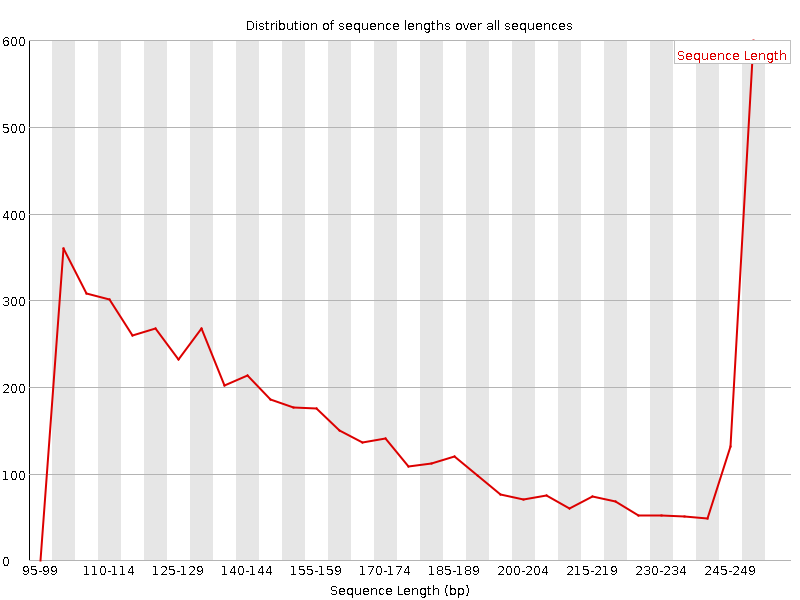 Distribution of sequence lengths over all sequences
600
Sequence Length
500
400
300
200
100
0
95-99 110-114 125-129 140-144 155-159 170-174 185-189 200-204 215-219 230-234 245-249
Sequence Length (bp)